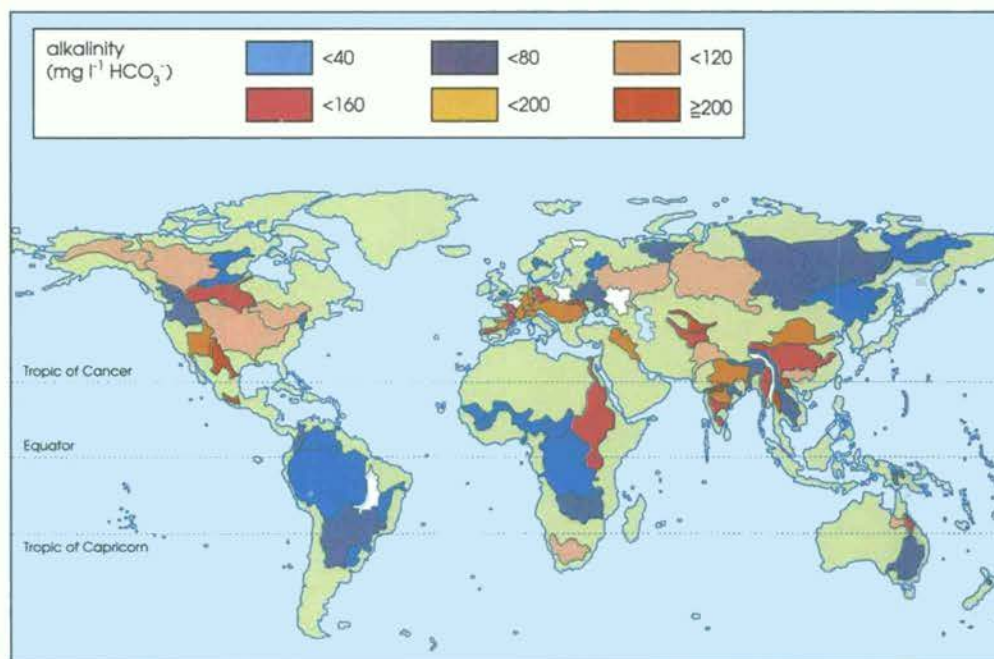 alkalinity
(mg l⁻¹ HCO₃⁻)
<40
<80
<120
<160
<200
≧200
Tropic of Cancer
Equator
Tropic of Capricorn